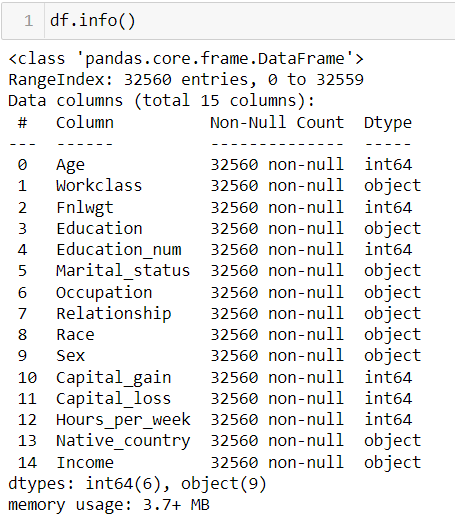 1 df.info()
<class 'pandas.core.frame.DataFrame'>
RangeIndex: 32560 entries, 0 to 32559
Data columns (total 15 columns):
 #   Column          Non-Null Count  Dtype
---  ------          --------------  -----
 0   Age             32560 non-null  int64
 1   Workclass       32560 non-null  object
 2   Fnlwgt          32560 non-null  int64
 3   Education       32560 non-null  object
 4   Education_num   32560 non-null  int64
 5   Marital_status  32560 non-null  object
 6   Occupation      32560 non-null  object
 7   Relationship    32560 non-null  object
 8   Race            32560 non-null  object
 9   Sex             32560 non-null  object
 10  Capital_gain    32560 non-null  int64
 11  Capital_loss    32560 non-null  int64
 12  Hours_per_week  32560 non-null  int64
 13  Native_country  32560 non-null  object
 14  Income          32560 non-null  object
dtypes: int64(6), object(9)
memory usage: 3.7+ MB